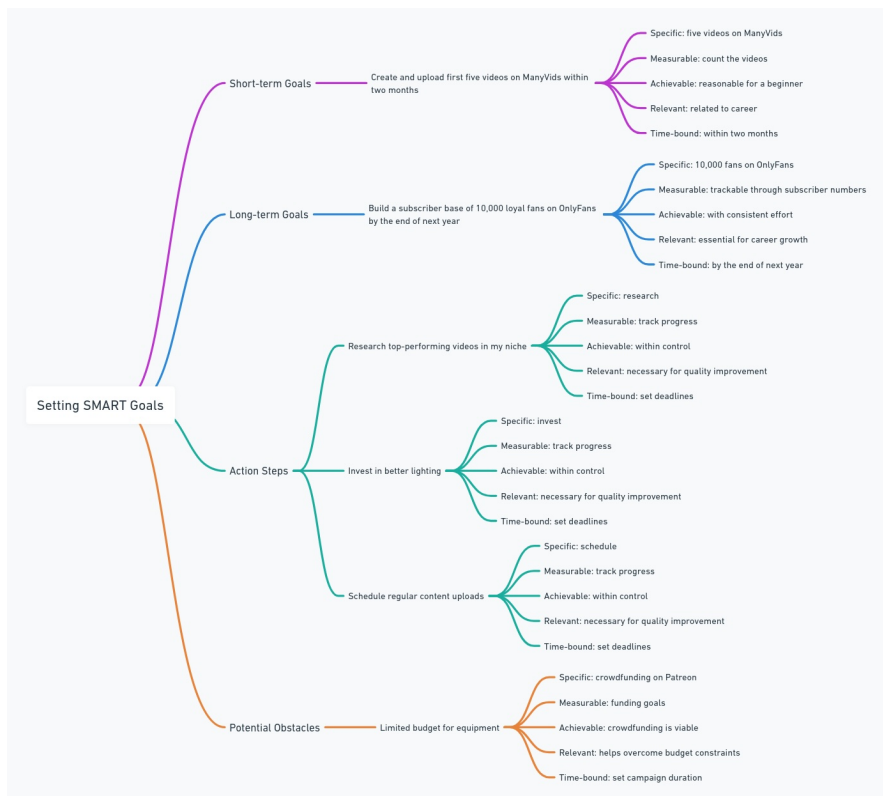 Setting SMART Goals
Short-term Goals
Create and upload first five videos on ManyVids within
two months
Specific: five videos on ManyVids
Measurable: count the videos
Achievable: reasonable for a beginner
Relevant: related to career
Time-bound: within two months
Long-term Goals
Build a subscriber base of 10,000 loyal fans on OnlyFans
by the end of next year
Specific: 10,000 fans on OnlyFans
Measurable: trackable through subscriber numbers
Achievable: with consistent effort
Relevant: essential for career growth
Time-bound: by the end of next year
Action Steps
Research top-performing videos in my niche
Specific: research
Measurable: track progress
Achievable: within control
Relevant: necessary for quality improvement
Time-bound: set deadlines
Invest in better lighting
Specific: invest
Measurable: track progress
Achievable: within control
Relevant: necessary for quality improvement
Time-bound: set deadlines
Schedule regular content uploads
Specific: schedule
Measurable: track progress
Achievable: within control
Relevant: necessary for quality improvement
Time-bound: set deadlines
Potential Obstacles
Limited budget for equipment
Specific: crowdfunding on Patreon
Measurable: funding goals
Achievable: crowdfunding is viable
Relevant: helps overcome budget constraints
Time-bound: set campaign duration